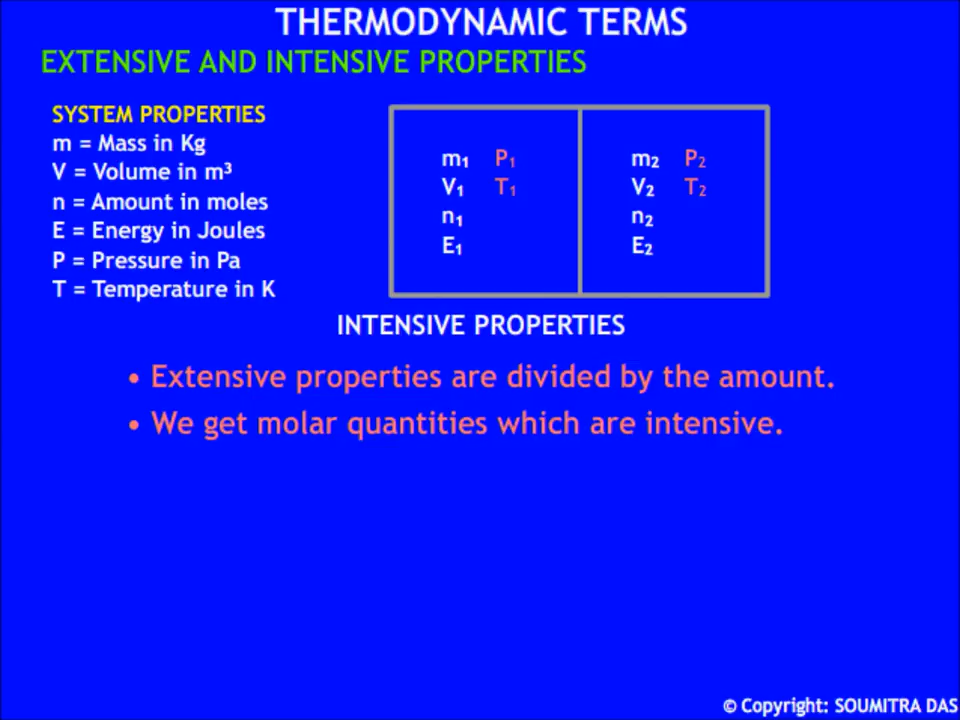 THERMODYNAMIC TERMS
EXTENSIVE AND INTENSIVE PROPERTIES
SYSTEM PROPERTIES
m = Mass in Kg
V = Volume in m³
n = Amount in moles
E = Energy in Joules
P = Pressure in Pa
T = Temperature in K
m₁ P₁
V₁ T₁
n₁
E₁
m₂ P₂
V₂ T₂
n₂
E₂
INTENSIVE PROPERTIES
• Extensive properties are divided by the amount.
• We get molar quantities which are intensive.
© Copyright: SOUMITRA DAS